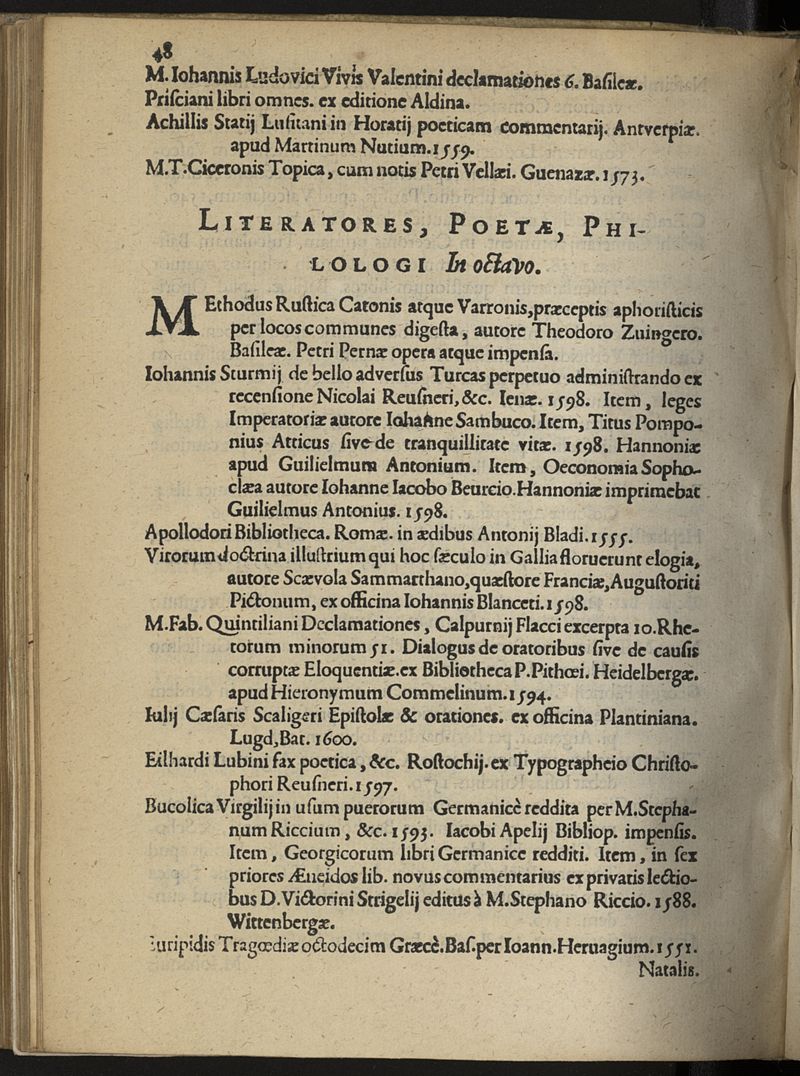 48
M. Iohannis Ludovici Vivis Valentini declamationes 6. Basileæ.
Prisciani libri omnes. ex editione Aldina.
Achillis Statij Lusitani in Horatij poeticam commentarij. Antverpiæ.
apud Martinum Nutium. 1559.
M.T. Ciceronis Topica, cum notis Petri Vellæi. Guenazæ. 1573.
LITERATORES, POETÆ, PHI-
LOLOGI In octavo.
MEthodus Rustica Catonis atque Varronis, præceptis aphoristicis
per locos communes digesta, autore Theodoro Zuingero.
Basileæ. Petri Pernæ opera atque impensa.
Iohannis Sturmij de bello adversus Turcas perpetuo administrando ex
recensione Nicolai Reusneri, &c. Ienæ. 1598. Item, leges
Imperatoriæ autore Iohanne Sambuco. Item, Titus Pompo-
nius Atticus sive de tranquillitate vitæ. 1598. Hannoniæ
apud Guilielmum Antonium. Item, Oeconomia Sopho-
clæa autore Iohanne Iacobo Beurcio. Hannoniæ imprimebat
Guilielmus Antonius. 1598.
Apollodori Bibliotheca. Romæ. in ædibus Antonij Bladi. 1555.
Virorum doctrina illustrium qui hoc sæculo in Gallia floruerunt elogia,
autore Scævola Sammarthano, quæstore Franciæ, Augustoriti
Pictonum, ex officina Iohannis Blanceti. 1598.
M. Fab. Quintiliani Declamationes, Calpurnij Flacci excerpta 10. Rhe-
torum minorum 51. Dialogus de oratoribus sive de causis
corruptæ Eloquentiæ. ex Bibliotheca P. Pithœi. Heidelbergæ.
apud Hieronymum Commelinum. 1594.
Iulij Cæsaris Scaligeri Epistolæ & orationes. ex officina Plantiniana.
Lugd, Bat. 1600.
Eilhardi Lubini fax poetica, &c. Rostochij. ex Typographeio Christo-
phori Reusneri. 1597.
Bucolica Virgilij in usum puerorum Germanicè reddita per M. Stepha-
num Riccium, &c. 1593. Iacobi Apelij Bibliop. impensis.
Item, Georgicorum libri Germanice redditi. Item, in sex
priores Æneidos lib. novus commentarius ex privatis lectio-
bus D. Victorini Strigelij editus à M. Stephano Riccio. 1588.
Wittenbergæ.
Euripidis Tragœdiæ octodecim Græcè. Bas. per Ioann. Heruagium. 1551.
Natalis.